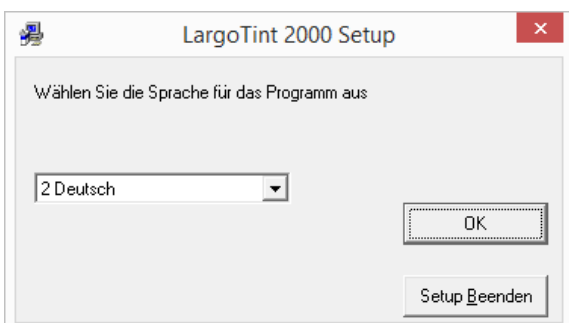 LargoTint 2000 Setup
Wählen Sie die Sprache für das Programm aus
2 Deutsch
OK
Setup Beenden